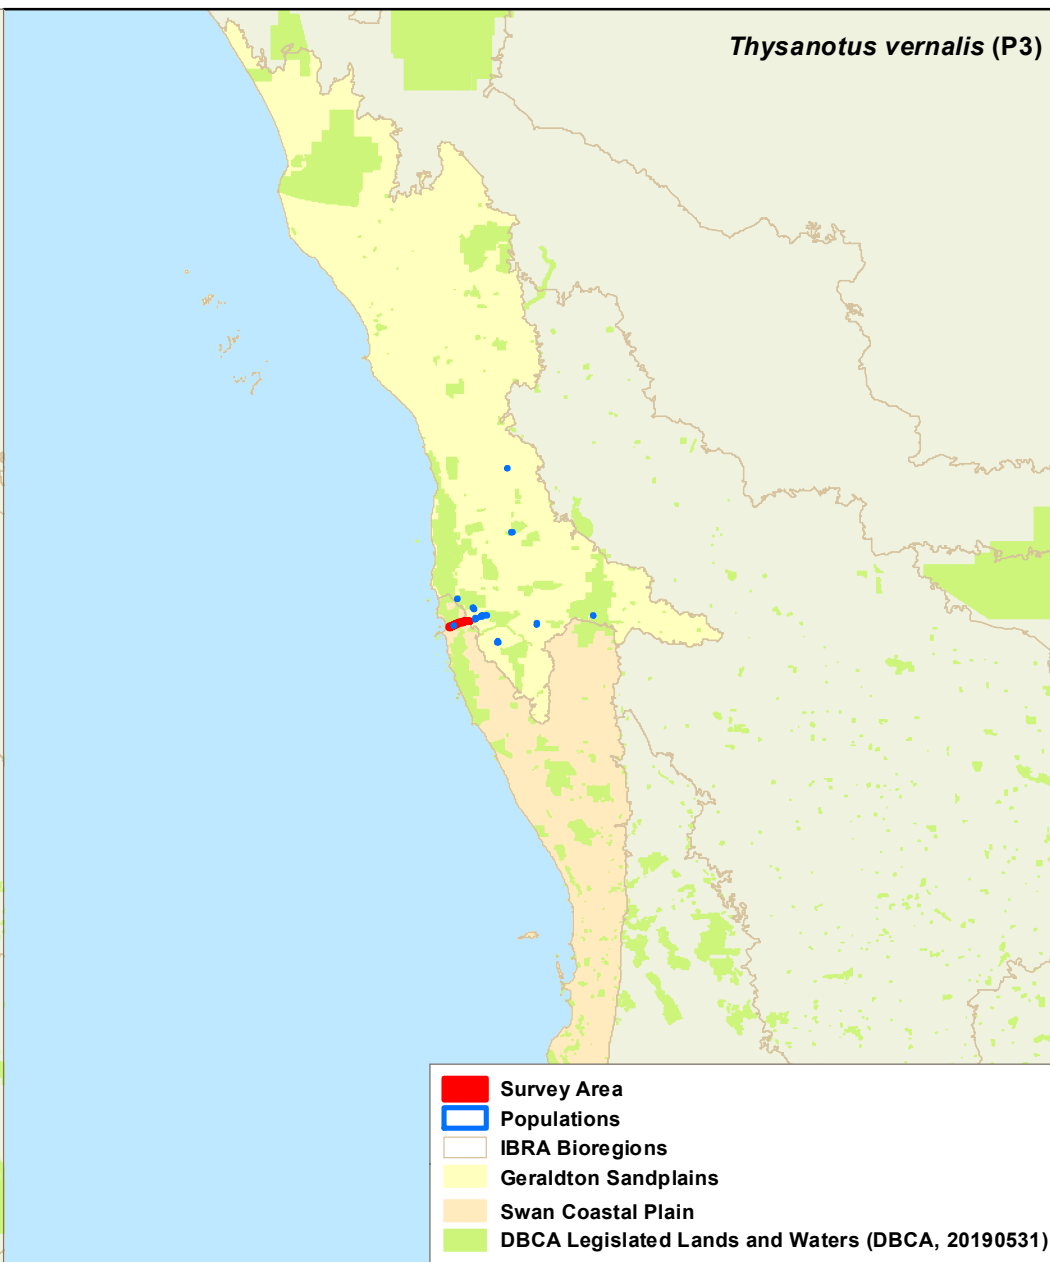 Thysanotus vernalis (P3)
Survey Area
Populations
IBRA Bioregions
Geraldton Sandplains
Swan Coastal Plain
DBCA Legislated Lands and Waters (DBCA, 20190531)